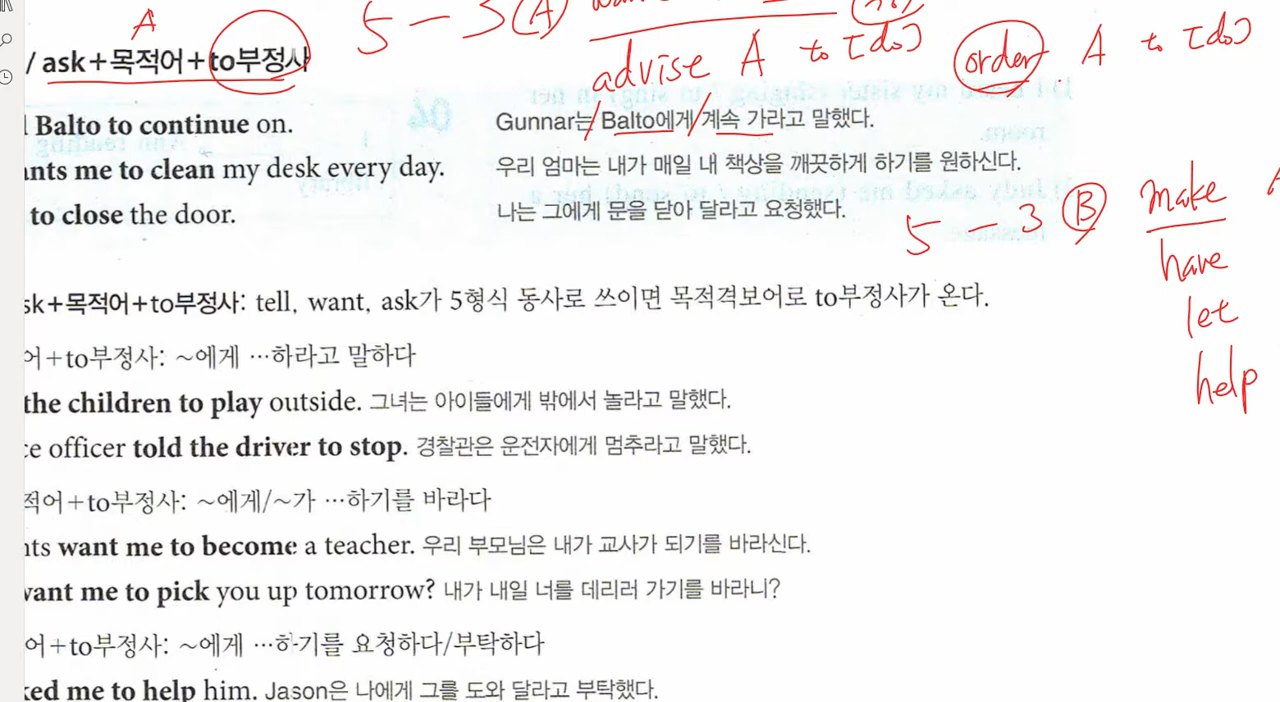 A
5-3(A)
/ ask+목적어+to부정사
advise A to [do]
order A to [do]
Balto to continue on.
Gunnar는 Balto에게 계속 가라고 말했다.
me to clean my desk every day.
우리 엄마는 내가 매일 내 책상을 깨끗하게 하기를 원하신다.
to close the door.
나는 그에게 문을 닫아 달라고 요청했다.
5-3 B make
have
let
help
sk+목적어+to부정사: tell, want, ask가 5형식 동사로 쓰이면 목적격보어로 to부정사가 온다.
어+to부정사: ~에게 …하라고 말하다
the children to play outside. 그녀는 아이들에게 밖에서 놀라고 말했다.
officer told the driver to stop. 경찰관은 운전자에게 멈추라고 말했다.
적어+to부정사: ~에게/~가 …하기를 바라다
nts want me to become a teacher. 우리 부모님은 내가 교사가 되기를 바라신다.
want me to pick you up tomorrow? 내가 내일 너를 데리러 가기를 바라니?
어+to부정사: ~에게 …하기를 요청하다/부탁하다
ked me to help him. Jason은 나에게 그를 도와 달라고 부탁했다.